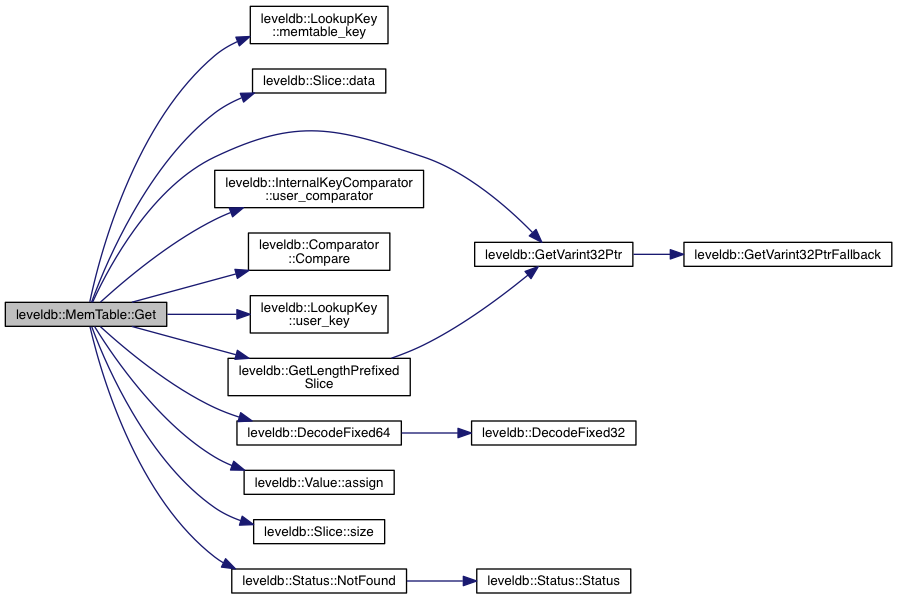 leveldb::LookupKey
::memtable_key
leveldb::Slice::data
leveldb::InternalKeyComparator
::user_comparator
leveldb::Comparator
::Compare
leveldb::GetVarint32Ptr
leveldb::GetVarint32PtrFallback
leveldb::MemTable::Get
leveldb::LookupKey
::user_key
leveldb::GetLengthPrefixed
Slice
leveldb::DecodeFixed64
leveldb::DecodeFixed32
leveldb::Value::assign
leveldb::Slice::size
leveldb::Status::NotFound
leveldb::Status::Status